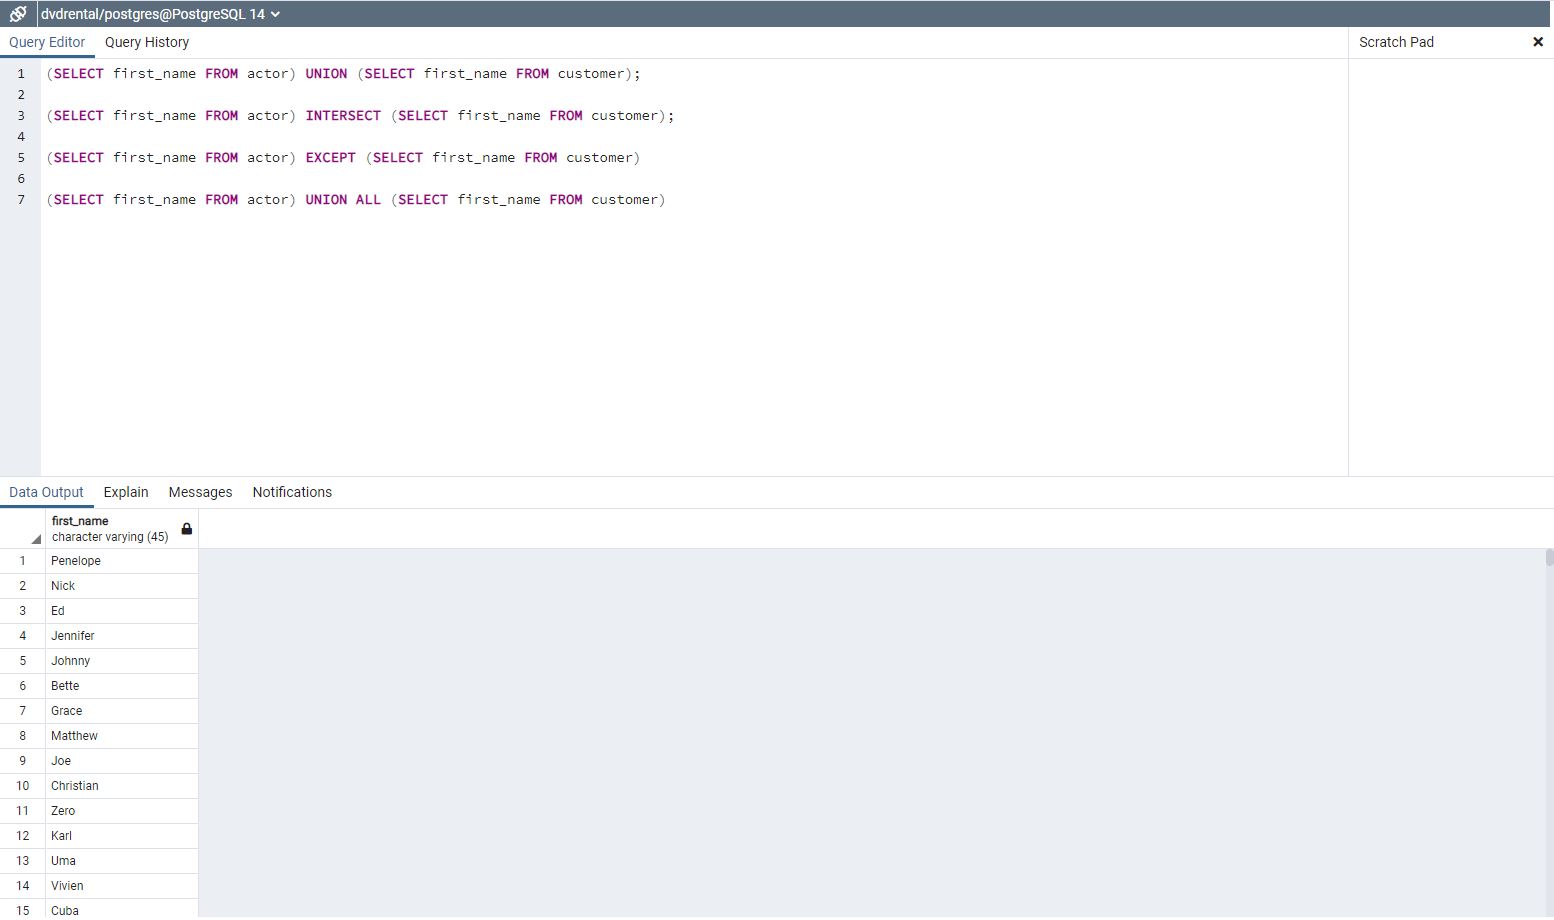 dvdrental/postgres@PostgreSQL 14
Query Editor Query History Scratch Pad
1 (SELECT first_name FROM actor) UNION (SELECT first_name FROM customer);
2
3 (SELECT first_name FROM actor) INTERSECT (SELECT first_name FROM customer);
4
5 (SELECT first_name FROM actor) EXCEPT (SELECT first_name FROM customer)
6
7 (SELECT first_name FROM actor) UNION ALL (SELECT first_name FROM customer)
Data Output Explain Messages Notifications
first_name
character varying (45)
1 Penelope
2 Nick
3 Ed
4 Jennifer
5 Johnny
6 Bette
7 Grace
8 Matthew
9 Joe
10 Christian
11 Zero
12 Karl
13 Uma
14 Vivien
15 Cuba